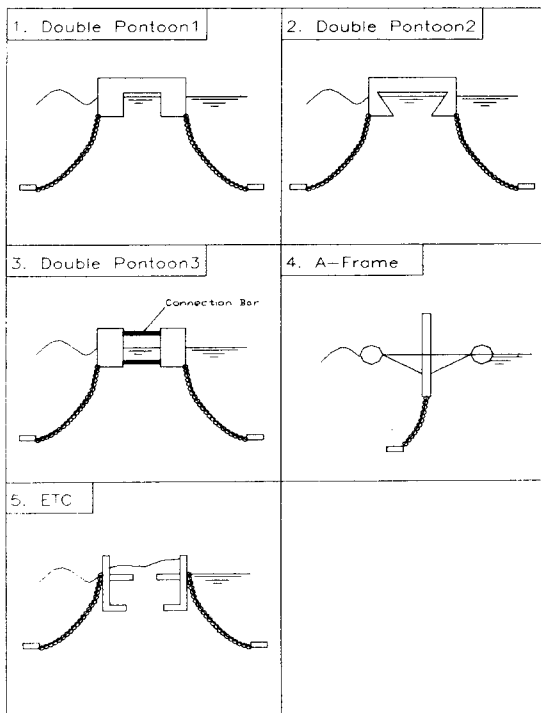 1. Double Pontoon1
2. Double Pontoon2
3. Double Pontoon3
Connection Bar
4. A-Frame
5. ETC